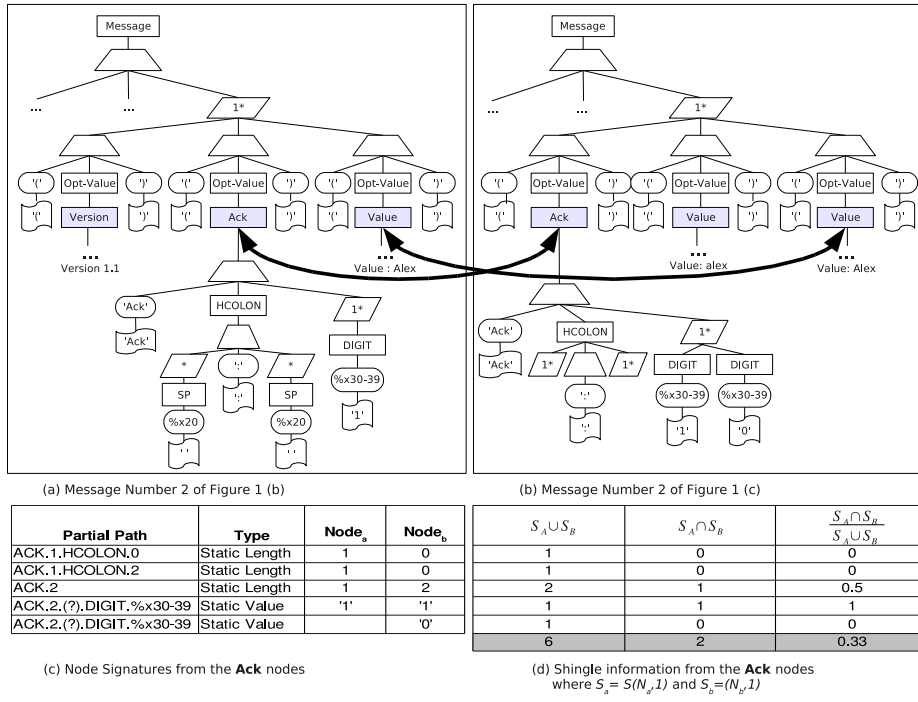 Message
... ...
1*
'(' Opt-Value ')' '(' Opt-Value ')' '(' Opt-Value ')'
'(' Version ')' '(' Ack ')' '(' Value ')'
...
Version 1.1
...
Value : Alex
'Ack' HCOLON 1*
'Ack' DIGIT
* ':' * %x30-39
SP ':' SP '1'
%x20 %x20
' ' ' '
Message
... ...
1*
'(' Opt-Value ')' '(' Opt-Value ')' '(' Opt-Value ')'
'(' Ack ')' '(' Value ')' '(' Value ')'
...
Value: alex
...
Value: Alex
'Ack' HCOLON 1*
'Ack' 1* 1* DIGIT DIGIT
':' %x30-39 %x30-39
':' '1' '0'
(a) Message Number 2 of Figure 1 (b)
(b) Message Number 2 of Figure 1 (c)
Partial Path Type Node_a Node_b
ACK.1.HCOLON.0 Static Length 1 0
ACK.1.HCOLON.2 Static Length 1 0
ACK.2 Static Length 1 2
ACK.2.(?).DIGIT.%x30-39 Static Value '1' '1'
ACK.2.(?).DIGIT.%x30-39 Static Value '0'
(c) Node Signatures from the Ack nodes
S_A∪S_B S_A∩S_B S_A∩S_B / S_A∪S_B
1 0 0
1 0 0
2 1 0.5
1 1 1
1 0 0
6 2 0.33
(d) Shingle information from the Ack nodes
where S_a= S(N_a,1) and S_b=(N_b,1)